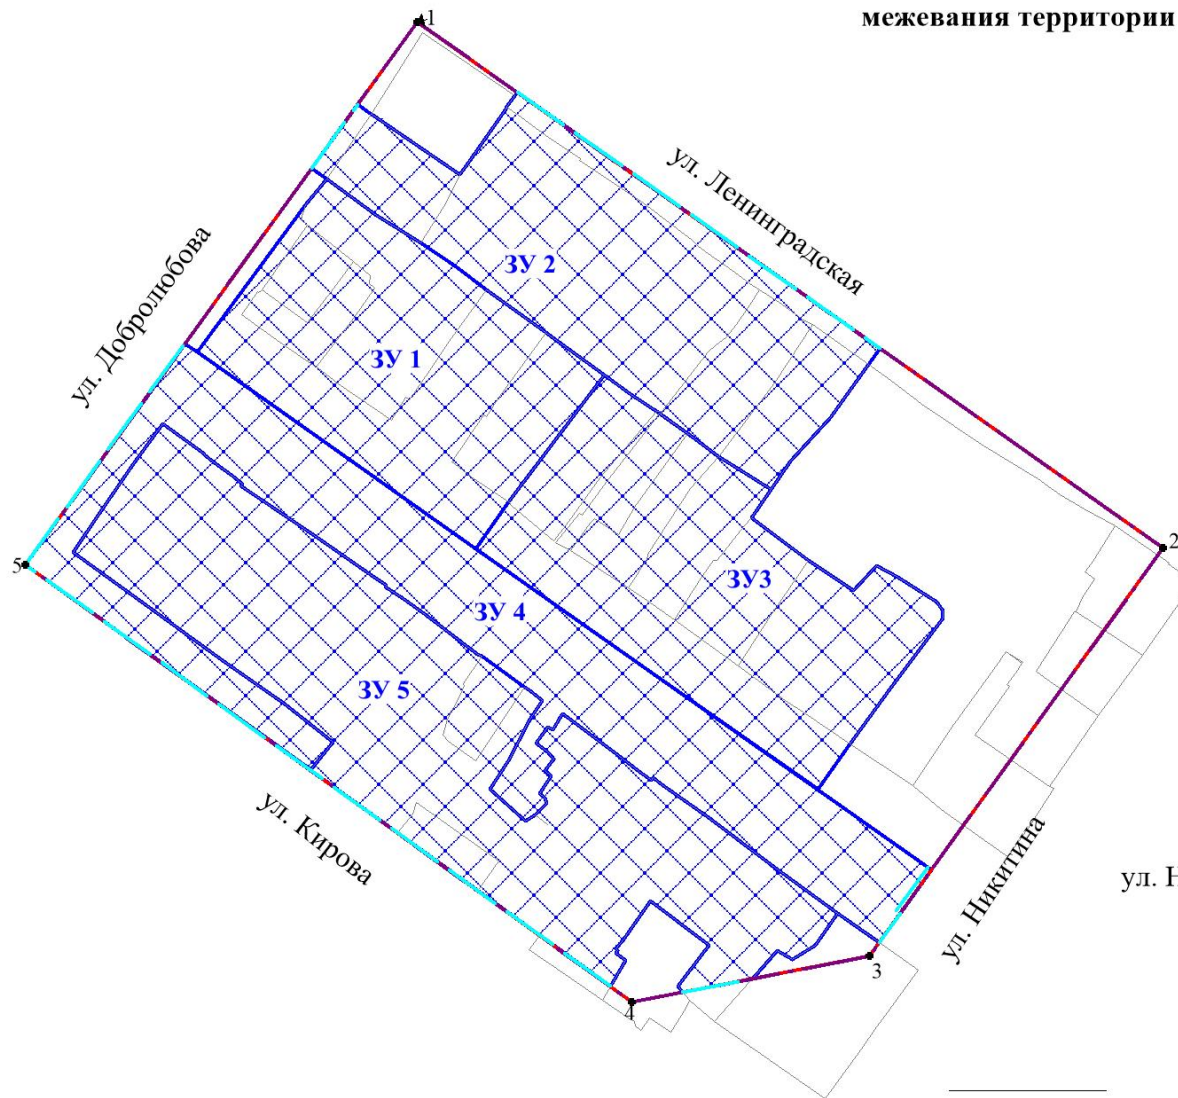 межевания территории
1
ул. Ленинградская
ЗУ 2
ул. Добролюбова
ЗУ 1
2
5
ЗУ3
ЗУ 4
ЗУ 5
ул. Кирова
ул. Никитина
ул. Н
3
4